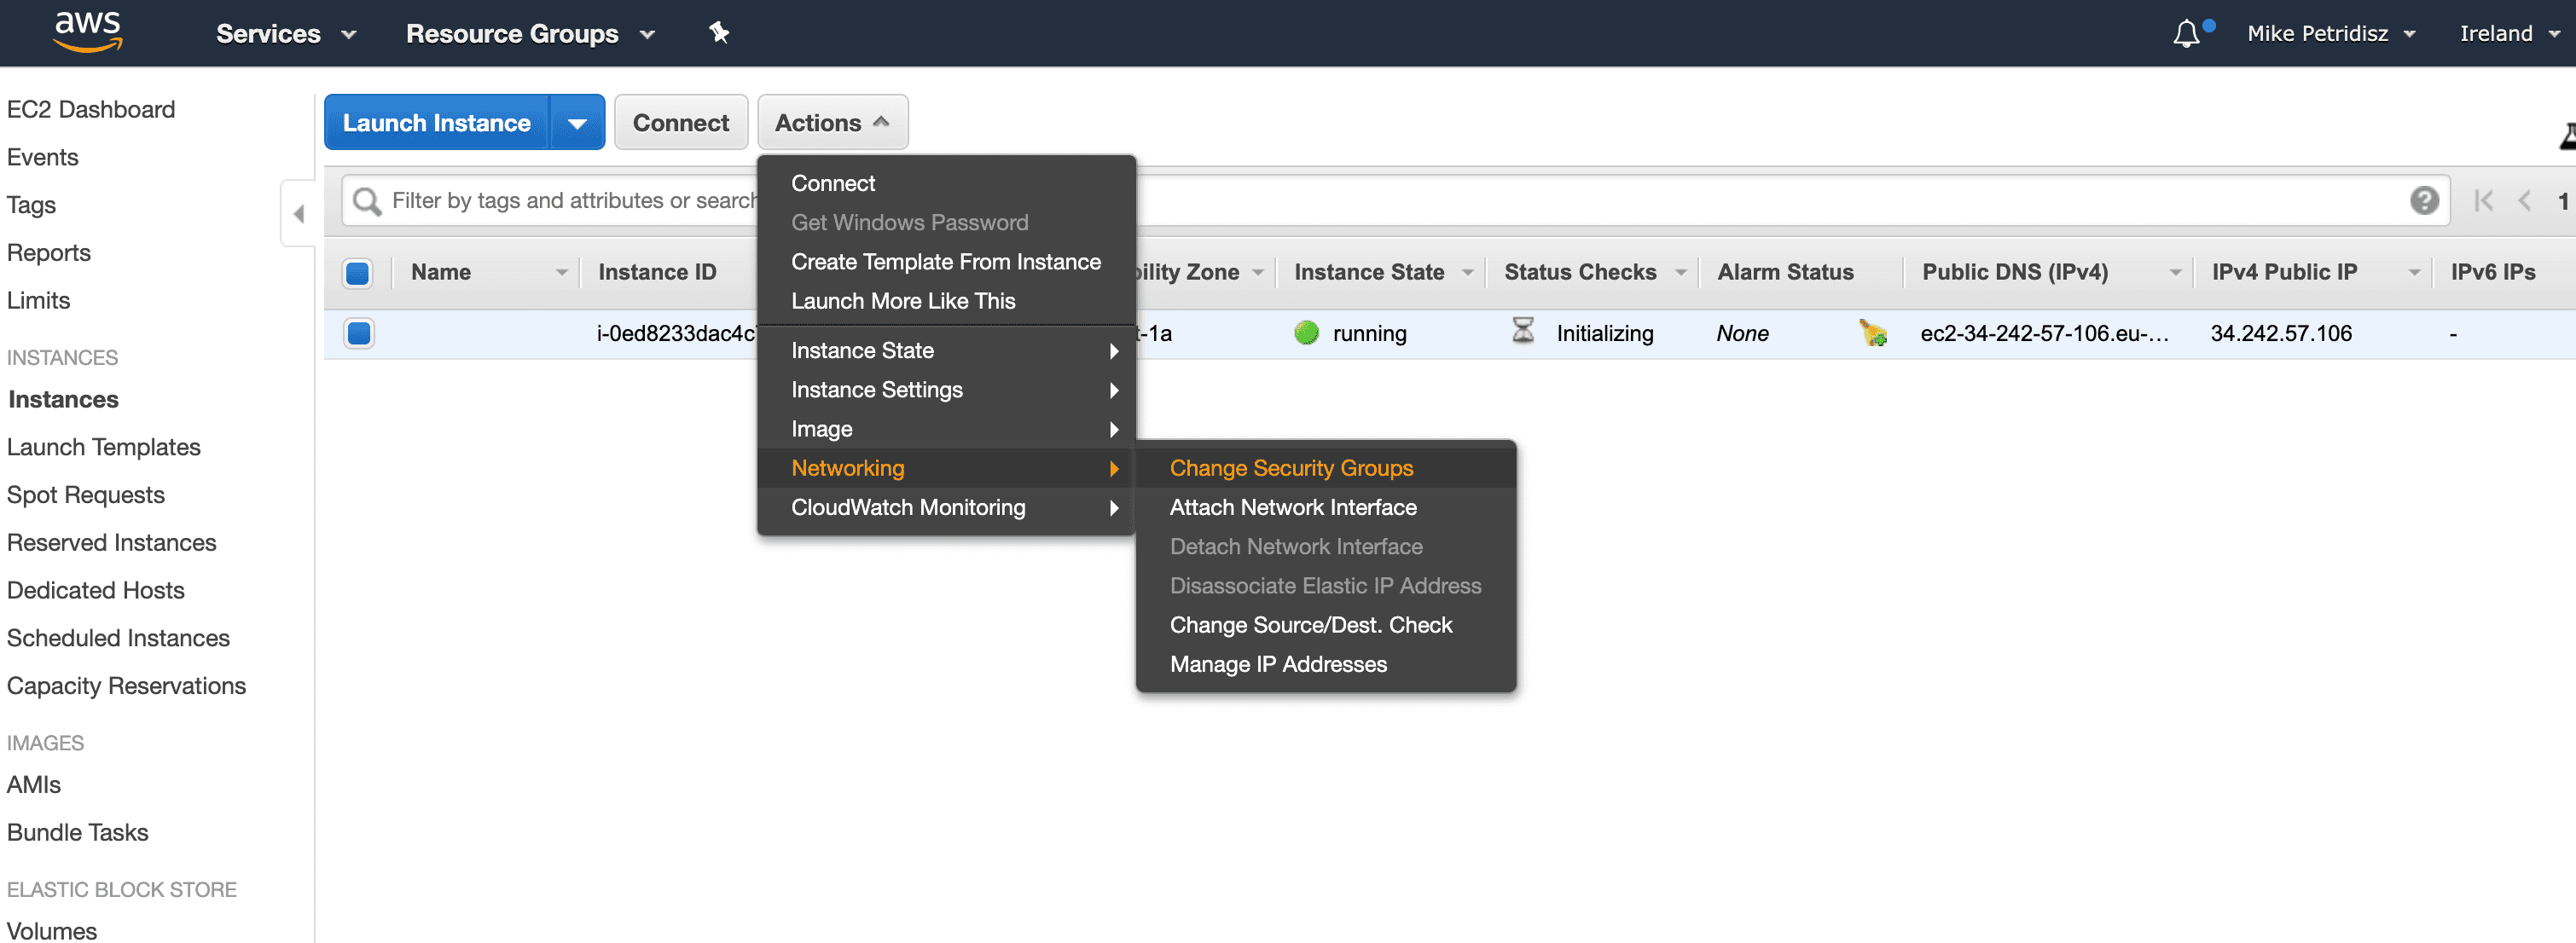 aws Services Resource Groups Mike Petridisz Ireland
EC2 Dashboard
Events
Tags
Reports
Limits
INSTANCES
Instances
Launch Templates
Spot Requests
Reserved Instances
Dedicated Hosts
Scheduled Instances
Capacity Reservations
IMAGES
AMIs
Bundle Tasks
ELASTIC BLOCK STORE
Volumes
Launch Instance Connect Actions
Filter by tags and attributes or search ? 1
Name Instance ID bility Zone Instance State Status Checks Alarm Status Public DNS (IPv4) IPv4 Public IP IPv6 IPs
i-0ed8233dac4c t-1a running Initializing None ec2-34-242-57-106.eu-... 34.242.57.106 -
Connect
Get Windows Password
Create Template From Instance
Launch More Like This
Instance State
Instance Settings
Image
Networking
CloudWatch Monitoring
Change Security Groups
Attach Network Interface
Detach Network Interface
Disassociate Elastic IP Address
Change Source/Dest. Check
Manage IP Addresses